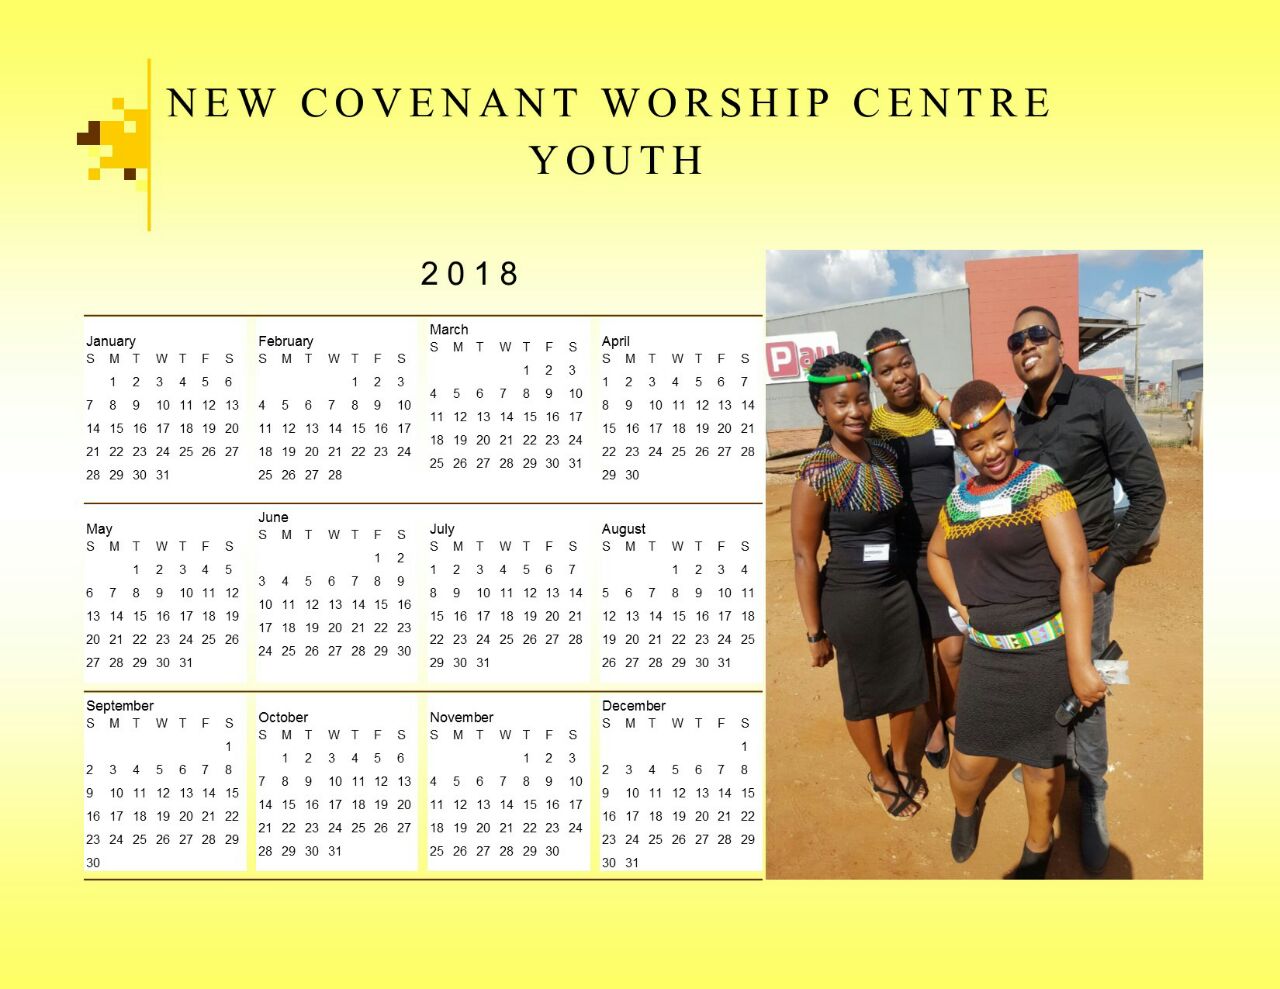 NEW COVENANT WORSHIP CENTRE
YOUTH
2018
January
S M T W T F S
1 2 3 4 5 6
7 8 9 10 11 12 13
14 15 16 17 18 19 20
21 22 23 24 25 26 27
28 29 30 31
February
S M T W T F S
1 2 3
4 5 6 7 8 9 10
11 12 13 14 15 16 17
18 19 20 21 22 23 24
25 26 27 28
March
S M T W T F S
1 2 3
4 5 6 7 8 9 10
11 12 13 14 15 16 17
18 19 20 21 22 23 24
25 26 27 28 29 30 31
April
S M T W T F S
1 2 3 4 5 6 7
8 9 10 11 12 13 14
15 16 17 18 19 20 21
22 23 24 25 26 27 28
29 30
May
S M T W T F S
1 2 3 4 5
6 7 8 9 10 11 12
13 14 15 16 17 18 19
20 21 22 23 24 25 26
27 28 29 30 31
June
S M T W T F S
1 2
3 4 5 6 7 8 9
10 11 12 13 14 15 16
17 18 19 20 21 22 23
24 25 26 27 28 29 30
July
S M T W T F S
1 2 3 4 5 6 7
8 9 10 11 12 13 14
15 16 17 18 19 20 21
22 23 24 25 26 27 28
29 30 31
August
S M T W T F S
1 2 3 4
5 6 7 8 9 10 11
12 13 14 15 16 17 18
19 20 21 22 23 24 25
26 27 28 29 30 31
September
S M T W T F S
1
2 3 4 5 6 7 8
9 10 11 12 13 14 15
16 17 18 19 20 21 22
23 24 25 26 27 28 29
30
October
S M T W T F S
1 2 3 4 5 6
7 8 9 10 11 12 13
14 15 16 17 18 19 20
21 22 23 24 25 26 27
28 29 30 31
November
S M T W T F S
1 2 3
4 5 6 7 8 9 10
11 12 13 14 15 16 17
18 19 20 21 22 23 24
25 26 27 28 29 30
December
S M T W T F S
1
2 3 4 5 6 7 8
9 10 11 12 13 14 15
16 17 18 19 20 21 22
23 24 25 26 27 28 29
30 31
Pay